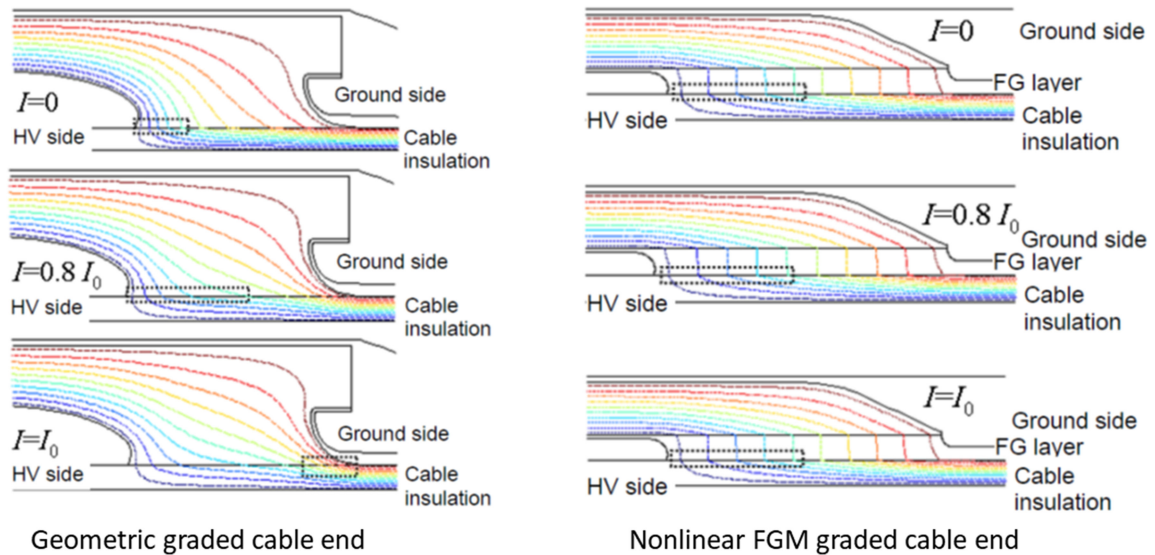 I=0
HV side
Ground side
Cable
insulation
I=0.8 I₀
HV side
Ground side
Cable
insulation
I=I₀
HV side
Ground side
Cable
insulation
Geometric graded cable end
I=0
Ground side
FG layer
HV side
Cable
insulation
I=0.8 I₀
Ground side
FG layer
HV side
Cable
insulation
I=I₀
Ground side
FG layer
HV side
Cable
insulation
Nonlinear FGM graded cable end